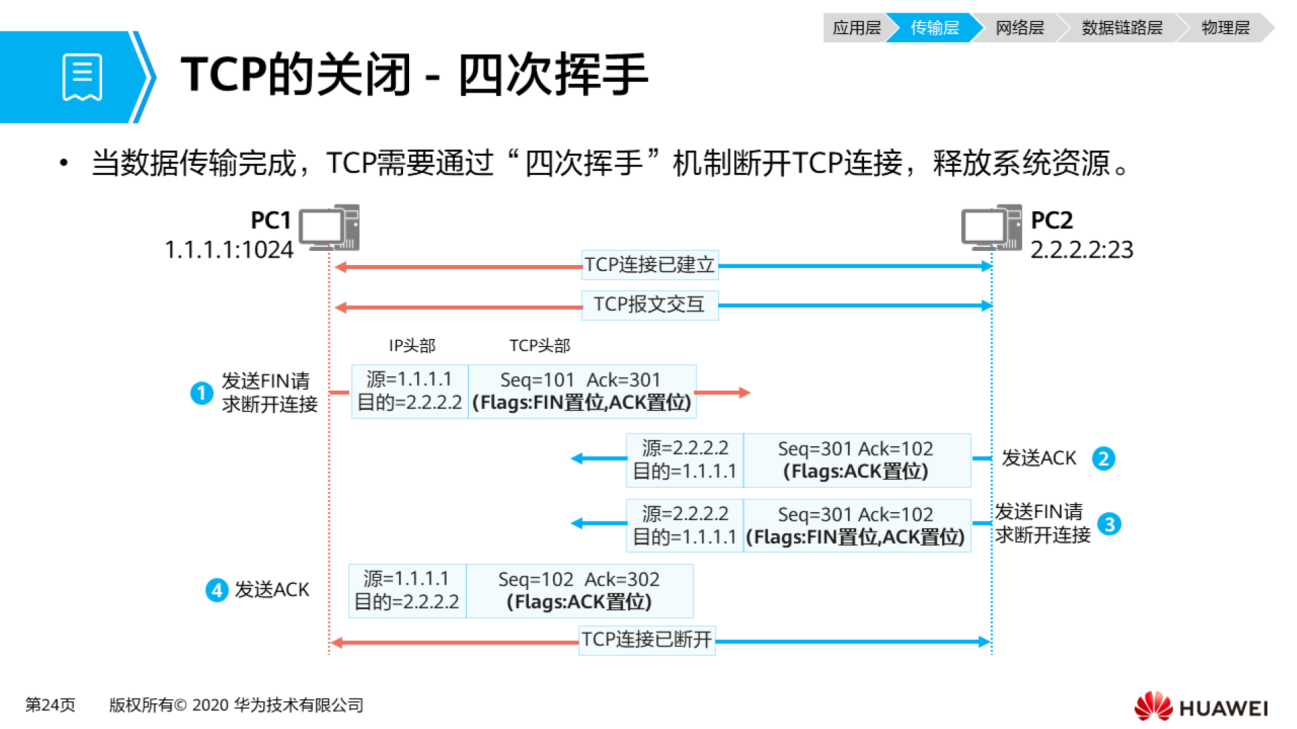 应用层
传输层
网络层
数据链路层
物理层
TCP的关闭 - 四次挥手
• 当数据传输完成，TCP需要通过“四次挥手”机制断开TCP连接，释放系统资源。
PC1
1.1.1.1:1024
PC2
2.2.2.2:23
TCP连接已建立
TCP报文交互
IP头部
TCP头部
1
发送FIN请
求断开连接
源=1.1.1.1
目的=2.2.2.2
Seq=101 Ack=301
(Flags:FIN置位,ACK置位)
源=2.2.2.2
目的=1.1.1.1
Seq=301 Ack=102
(Flags:ACK置位)
发送ACK
2
源=2.2.2.2
目的=1.1.1.1
Seq=301 Ack=102
(Flags:FIN置位,ACK置位)
发送FIN请
求断开连接
3
4
发送ACK
源=1.1.1.1
目的=2.2.2.2
Seq=102 Ack=302
(Flags:ACK置位)
TCP连接已断开
第24页
版权所有© 2020 华为技术有限公司
HUAWEI